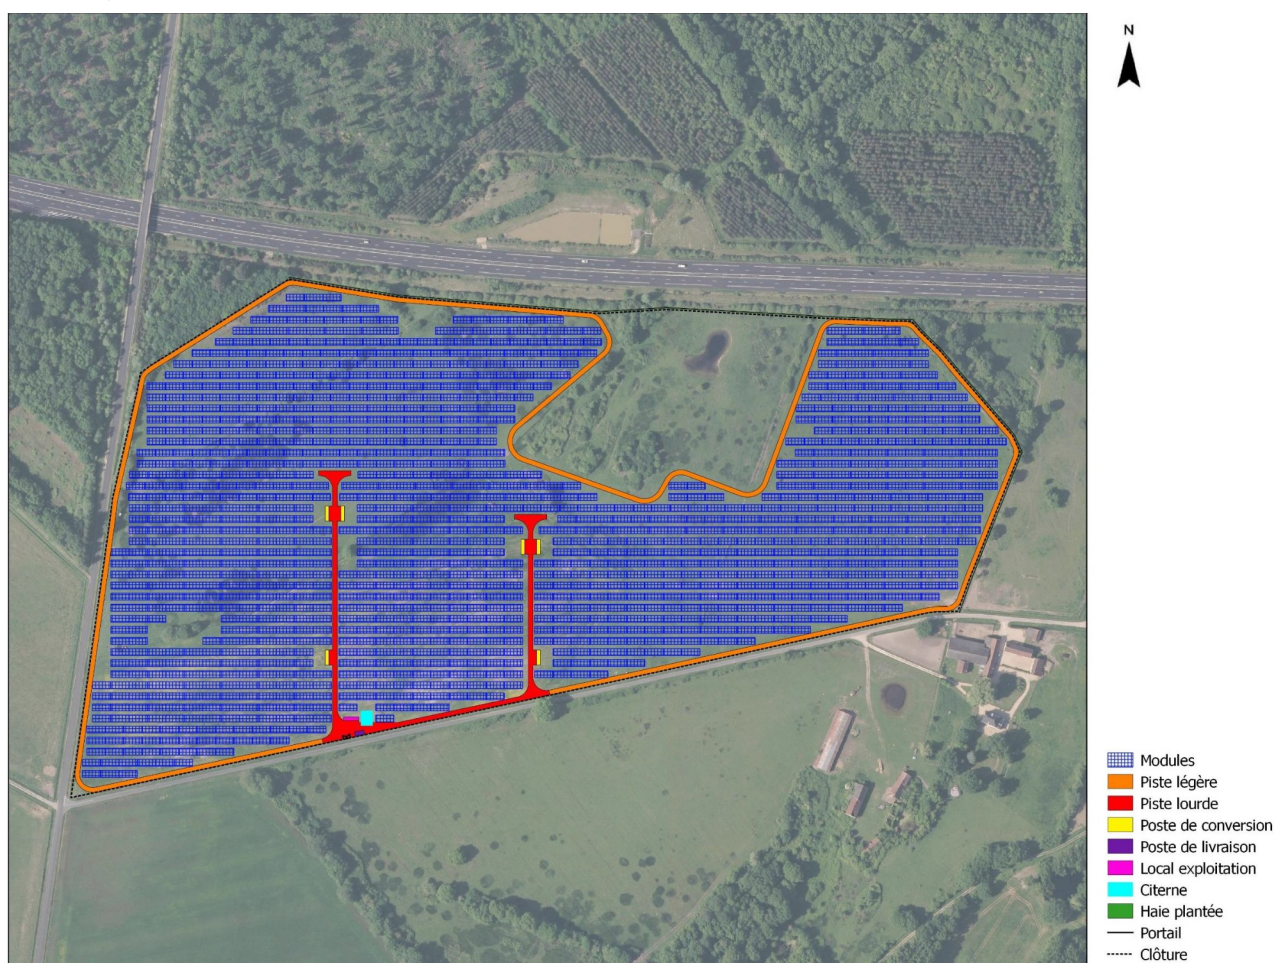 N
Modules
Piste légère
Piste lourde
Poste de conversion
Poste de livraison
Local exploitation
Citerne
Haie plantée
Portail
Clôture